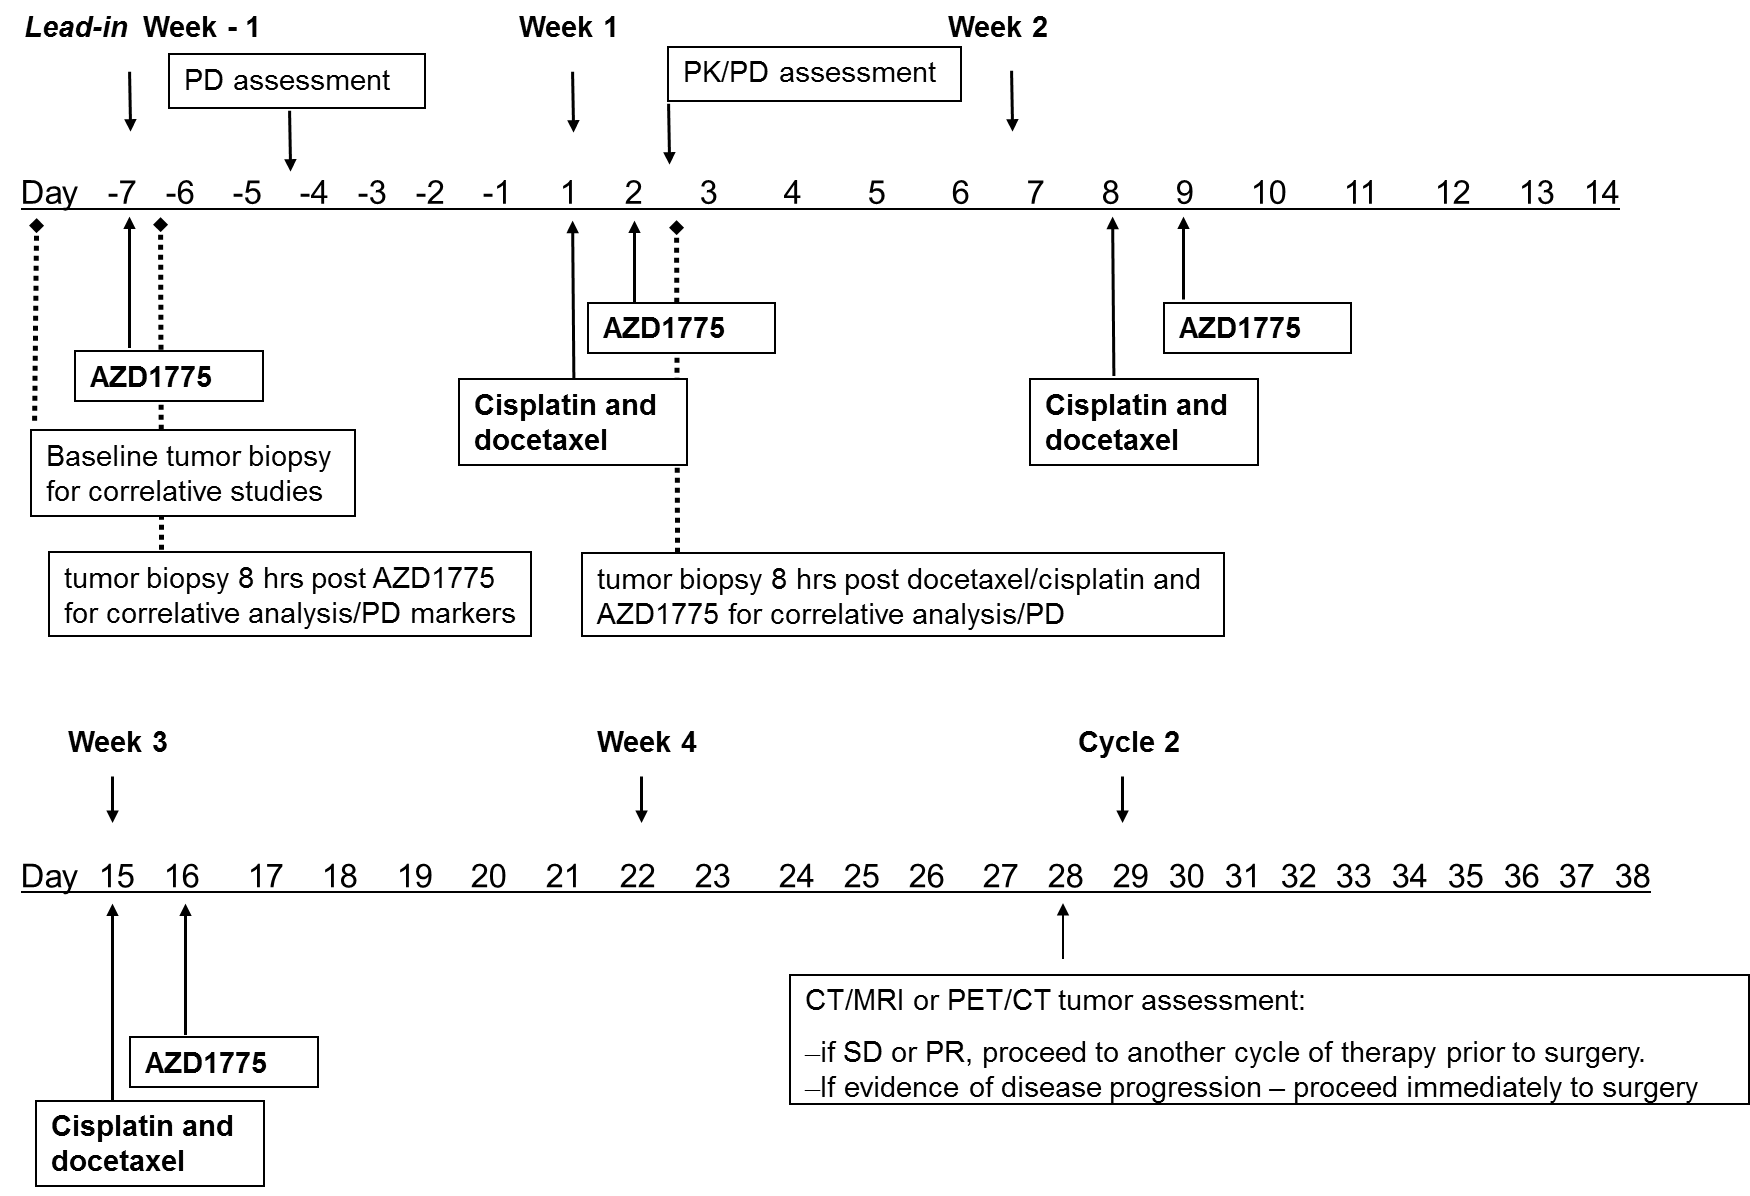 Lead-in Week - 1
Week 1
Week 2
PD assessment
PK/PD assessment
Day -7 -6 -5 -4 -3 -2 -1 1 2 3 4 5 6 7 8 9 10 11 12 13 14
AZD1775
AZD1775
AZD1775
Cisplatin and
docetaxel
Cisplatin and
docetaxel
Baseline tumor biopsy
for correlative studies
tumor biopsy 8 hrs post AZD1775
for correlative analysis/PD markers
tumor biopsy 8 hrs post docetaxel/cisplatin and
AZD1775 for correlative analysis/PD
Week 3
Week 4
Cycle 2
Day 15 16 17 18 19 20 21 22 23 24 25 26 27 28 29 30 31 32 33 34 35 36 37 38
AZD1775
Cisplatin and
docetaxel
CT/MRI or PET/CT tumor assessment:
–if SD or PR, proceed to another cycle of therapy prior to surgery.
–If evidence of disease progression – proceed immediately to surgery